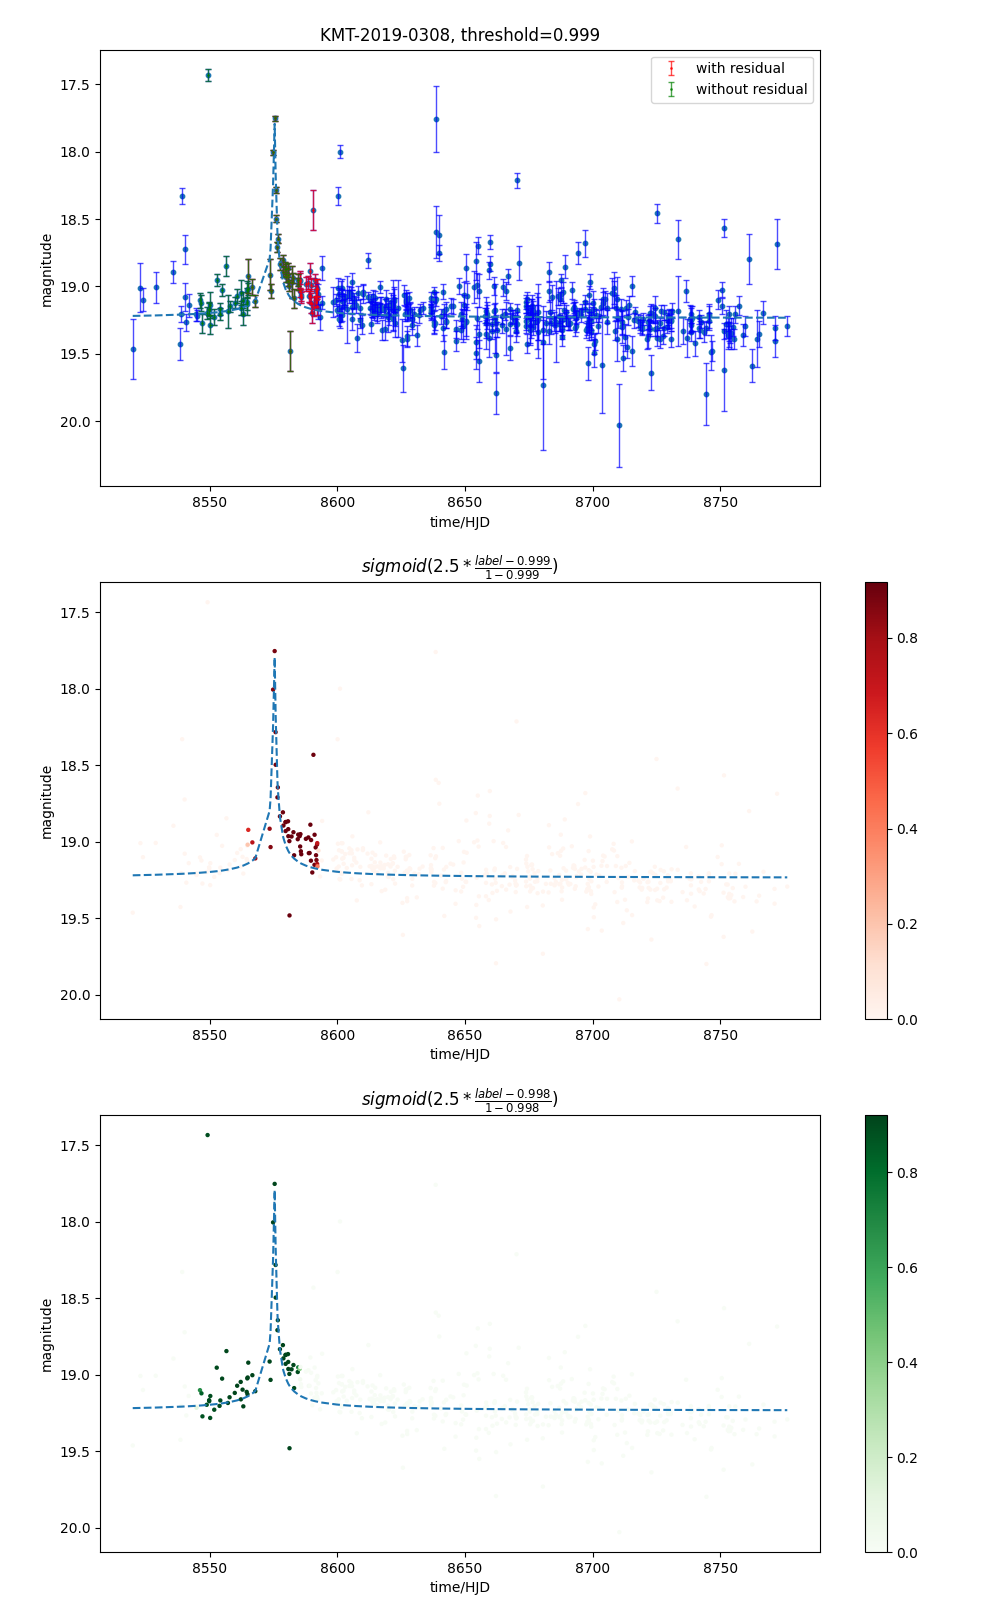 KMT-2019-0308, threshold=0.999
with residual
without residual
magnitude
17.5
18.0
18.5
19.0
19.5
20.0
8550 8600 8650 8700 8750
time/HJD
sigmoid(2.5 * \frac{label − 0.999}{1 − 0.999})
magnitude
17.5
18.0
18.5
19.0
19.5
20.0
8550 8600 8650 8700 8750
time/HJD
0.8
0.6
0.4
0.2
0.0
sigmoid(2.5 * \frac{label − 0.998}{1 − 0.998})
magnitude
17.5
18.0
18.5
19.0
19.5
20.0
8550 8600 8650 8700 8750
time/HJD
0.8
0.6
0.4
0.2
0.0